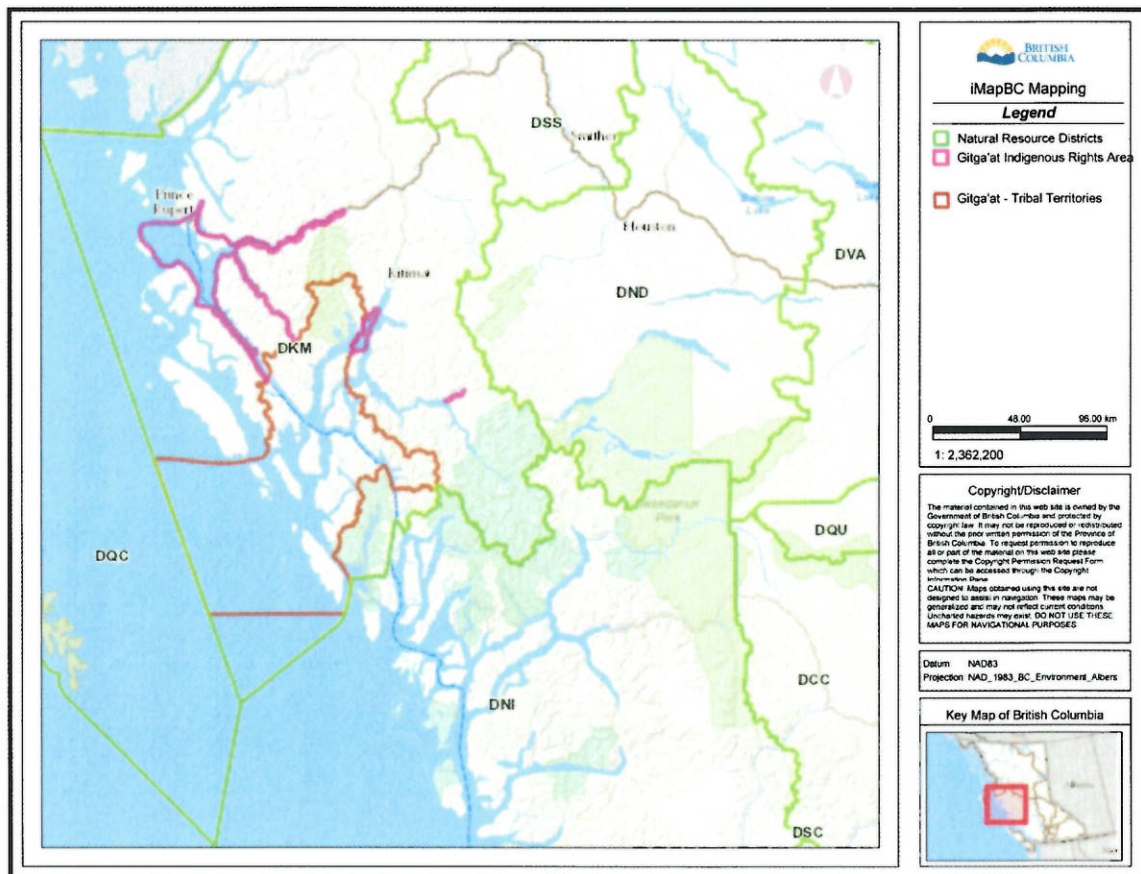 DSS
Smithers
Prince
Rupert
Houston
DVA
Kitimat
DND
DKM
Park
DQU
DQC
DCC
DNI
DSC
BRITISH
COLUMBIA
iMapBC Mapping
Legend
Natural Resource Districts
Gitga'at Indigenous Rights Area
Gitga'at - Tribal Territories
0 48.00 96.00 km
1: 2,362,200
Copyright/Disclaimer
The material contained in this web site is owned by the
Government of British Columbia and protected by
copyright law. It may not be reproduced or redistributed
without the prior written permission of the Province of
British Columbia. To request permission to reproduce
all or part of the material on this web site please
complete the Copyright Permission Request Form
which can be accessed through the Copyright
Information Page
CAUTION: Maps obtained using this site are not
designed to assist in navigation. These maps may be
generalized and may not reflect current conditions.
Uncharted hazards may exist. DO NOT USE THESE
MAPS FOR NAVIGATIONAL PURPOSES
Datum NAD83
Projection NAD_1983_BC_Environment_Albers
Key Map of British Columbia